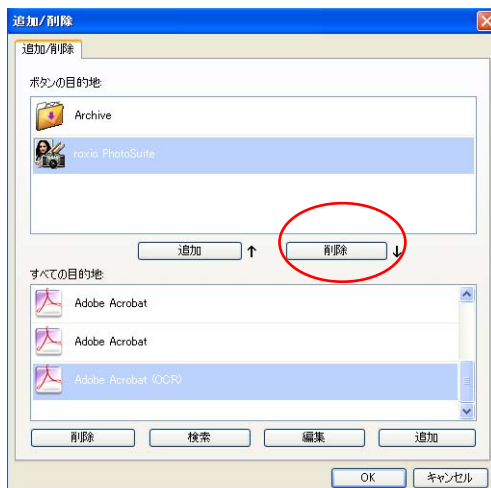 追加/削除
追加/削除
ボタンの目的地:
Archive
roxio PhotoSuite
追加 ↑ 削除 ↓
すべての目的地:
Adobe Acrobat
Adobe Acrobat
Adobe Acrobat (OCR)
削除 検索 編集 追加
OK キャンセル